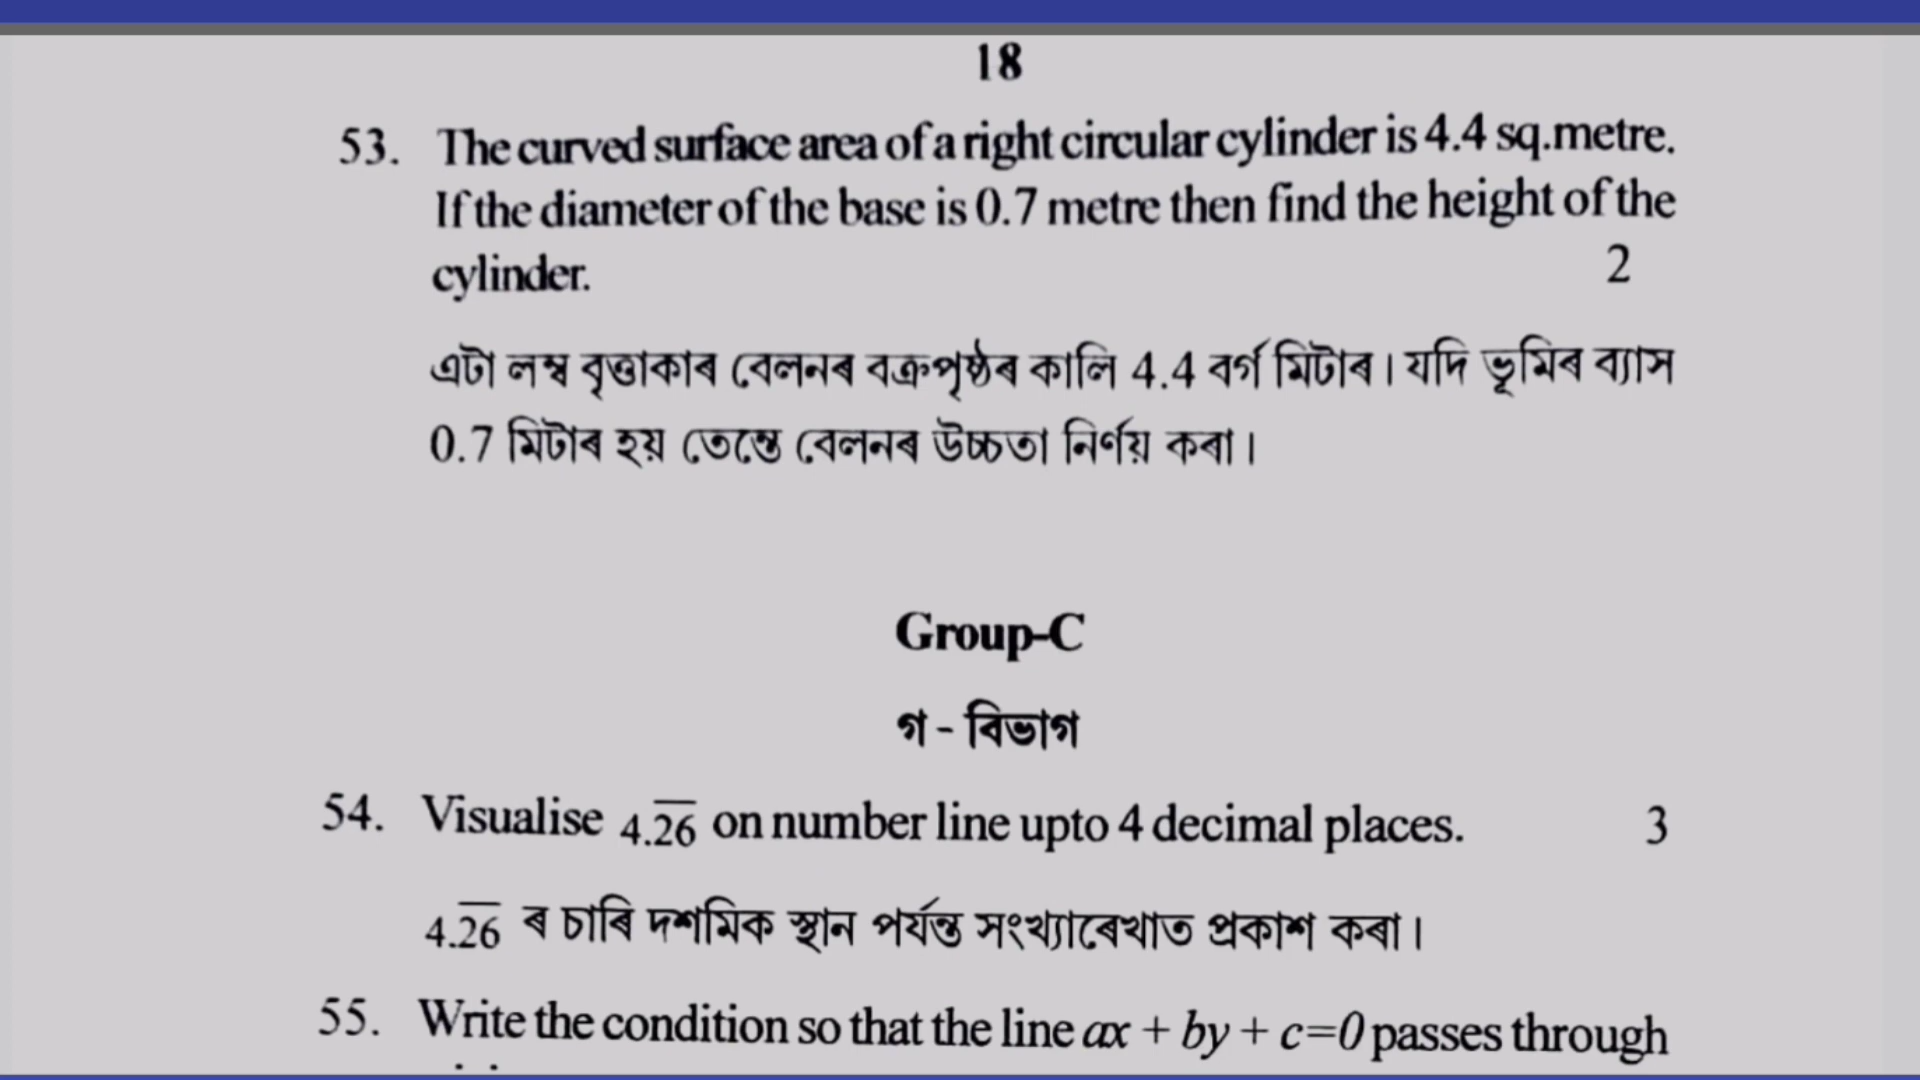 18
53. The curved surface area of a right circular cylinder is 4.4 sq.metre.
If the diameter of the base is 0.7 metre then find the height of the
cylinder. 2
এটা লম্ব বৃত্তাকাৰ বেলনৰ বক্ৰপৃষ্ঠৰ কালি 4.4 বৰ্গ মিটাৰ। যদি ভূমিৰ ব্যাস
0.7 মিটাৰ হয় তেন্তে বেলনৰ উচ্চতা নিৰ্ণয় কৰা।
Group-C
গ - বিভাগ
54. Visualise 4.2̅6̅ on number line upto 4 decimal places. 3
4.2̅6̅ ৰ চাৰি দশমিক স্থান পৰ্যন্ত সংখ্যাৰেখাত প্ৰকাশ কৰা।
55. Write the condition so that the line ax + by + c=0 passes through